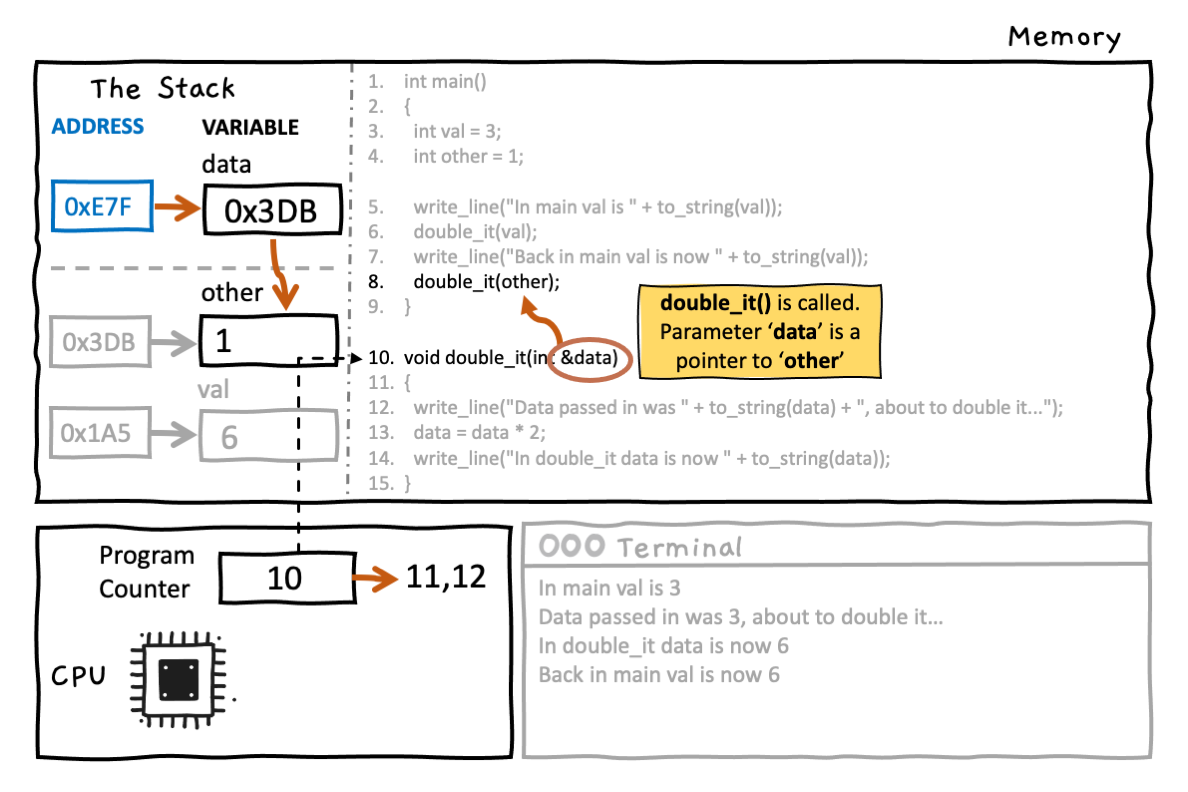 Memory
The Stack
ADDRESS VARIABLE
data
0xE7F 0x3DB
other
0x3DB 1
val
0x1A5 6
1. int main()
2. {
3. int val = 3;
4. int other = 1;
5. write_line("In main val is " + to_string(val));
6. double_it(val);
7. write_line("Back in main val is now " + to_string(val));
8. double_it(other);
9. }
10. void double_it(int &data)
11. {
12. write_line("Data passed in was " + to_string(data) + ", about to double it...");
13. data = data * 2;
14. write_line("In double_it data is now " + to_string(data));
15. }
double_it() is called.
Parameter ‘data’ is a
pointer to ‘other’
Program
Counter
10 11,12
CPU
Terminal
In main val is 3
Data passed in was 3, about to double it...
In double_it data is now 6
Back in main val is now 6